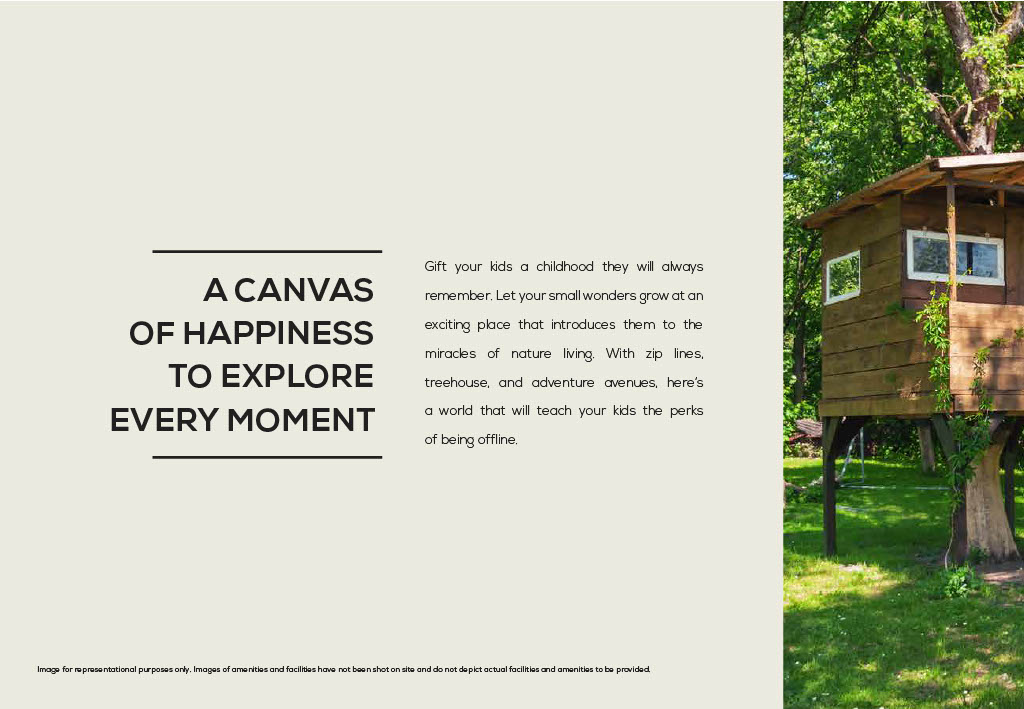 A CANVAS
OF HAPPINESS
TO EXPLORE
EVERY MOMENT
Gift your kids a childhood they will always
remember. Let your small wonders grow at an
exciting place that introduces them to the
miracles of nature living. With zip lines,
treehouse, and adventure avenues, here's
a world that will teach your kids the perks
of being offline.
Image for representational purposes only. Images of amenities and facilities have not been shot on site and do not depict actual facilities and amenities to be provided.